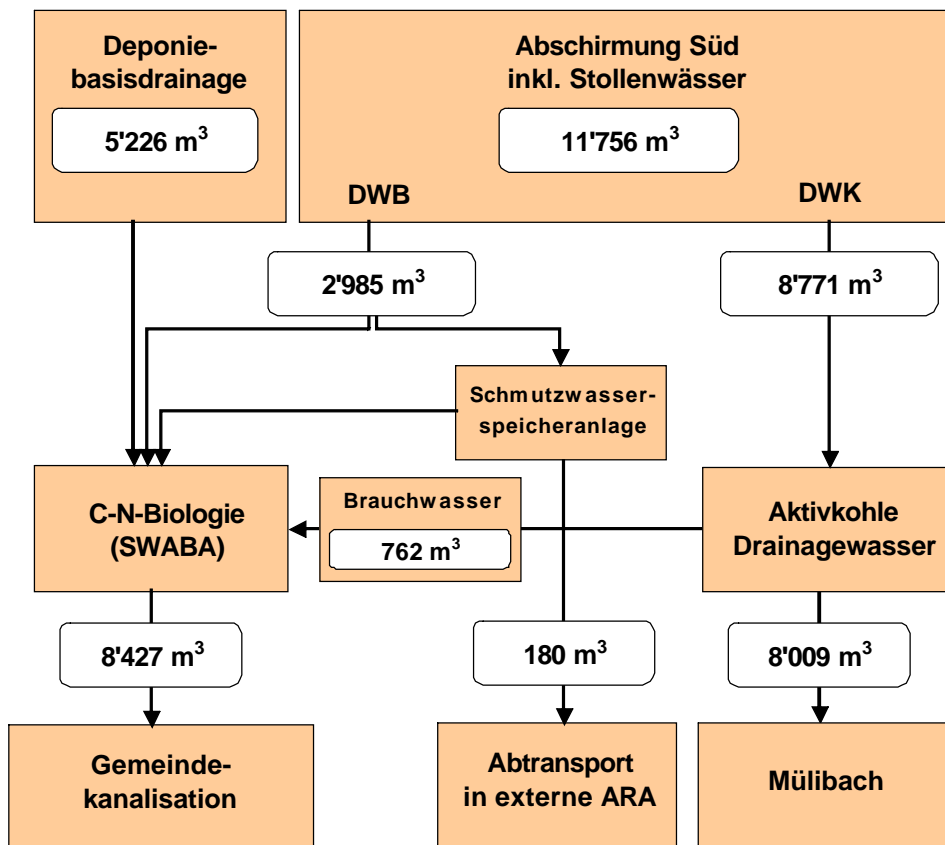 Deponie-
basisdrainage
5'226 m³
Abschirmung Süd
inkl. Stollenwässer
11'756 m³
DWB
DWK
2'985 m³
8'771 m³
Schmutzwasser-
speicheranlage
C-N-Biologie
(SWABA)
Brauchwasser
762 m³
Aktivkohle
Drainagewasser
8'427 m³
180 m³
8'009 m³
Gemeinde-
kanalisation
Abtransport
in externe ARA
Mülibach